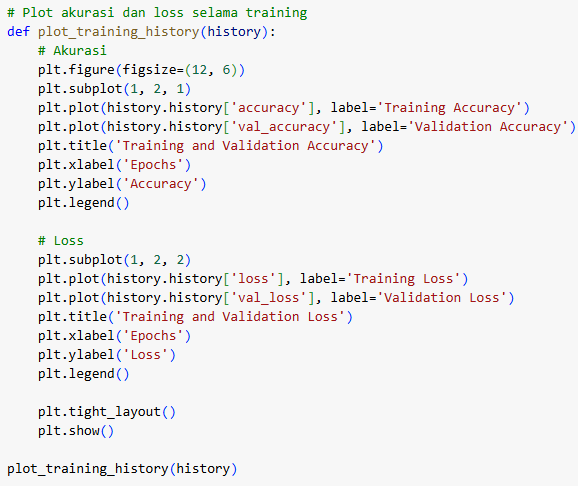 # Plot akurasi dan loss selama training
def plot_training_history(history):
    # Akurasi
    plt.figure(figsize=(12, 6))
    plt.subplot(1, 2, 1)
    plt.plot(history.history['accuracy'], label='Training Accuracy')
    plt.plot(history.history['val_accuracy'], label='Validation Accuracy')
    plt.title('Training and Validation Accuracy')
    plt.xlabel('Epochs')
    plt.ylabel('Accuracy')
    plt.legend()

    # Loss
    plt.subplot(1, 2, 2)
    plt.plot(history.history['loss'], label='Training Loss')
    plt.plot(history.history['val_loss'], label='Validation Loss')
    plt.title('Training and Validation Loss')
    plt.xlabel('Epochs')
    plt.ylabel('Loss')
    plt.legend()

    plt.tight_layout()
    plt.show()

plot_training_history(history)